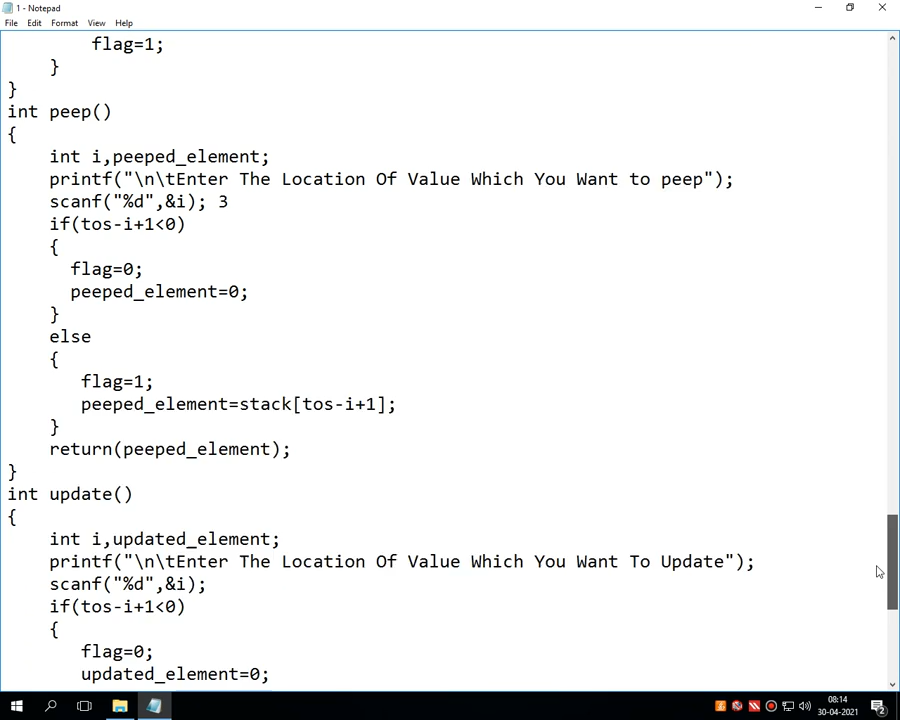 1 - Notepad
File Edit Format View Help
flag=1;
}
}
int peep()
{
int i,peeped_element;
printf("\n\tEnter The Location Of Value Which You Want to peep");
scanf("%d",&i); 3
if(tos-i+1<0)
{
flag=0;
peeped_element=0;
}
else
{
flag=1;
peeped_element=stack[tos-i+1];
}
return(peeped_element);
}
int update()
{
int i,updated_element;
printf("\n\tEnter The Location Of Value Which You Want To Update");
scanf("%d",&i);
if(tos-i+1<0)
{
flag=0;
updated_element=0;
08:14
30-04-2021
2